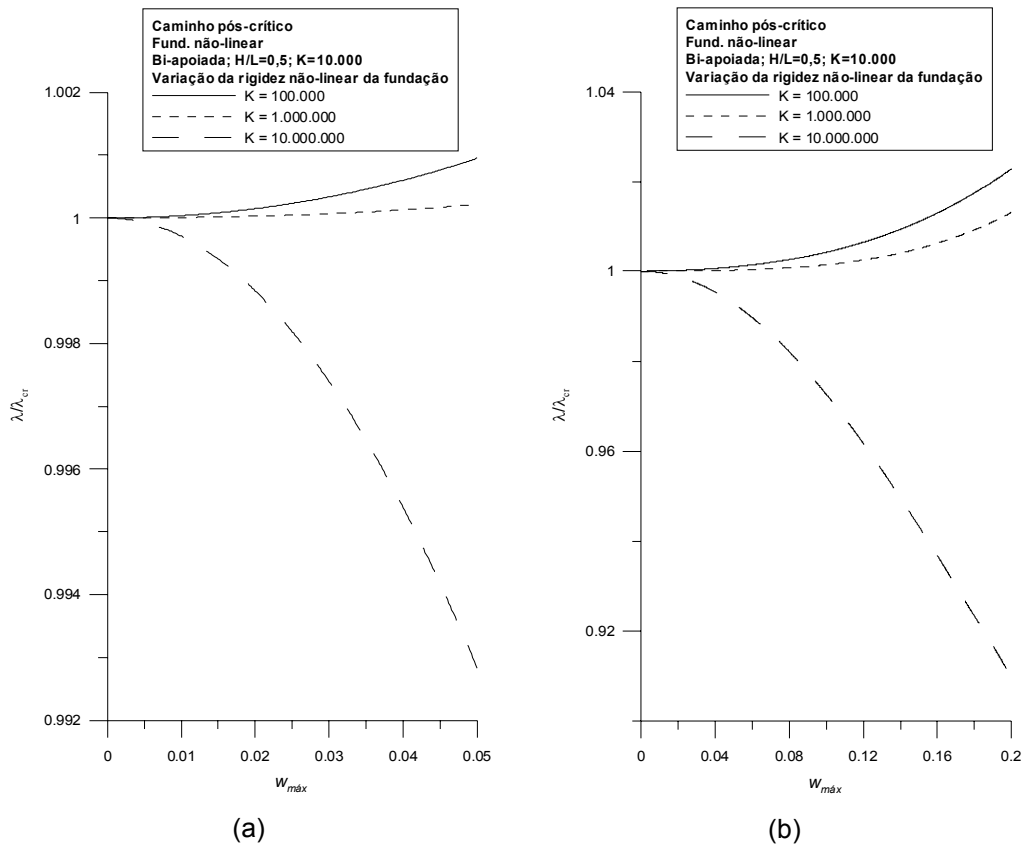 Caminho pós-crítico
Fund. não-linear
Bi-apoiada; H/L=0,5; K=10.000
Variação da rigidez não-linear da fundação
K = 100.000
K = 1.000.000
K = 10.000.000
1.002
1
0.998
0.996
0.994
0.992
λ/λcr
0
0.01
0.02
0.03
0.04
0.05
wmáx
(a)
Caminho pós-crítico
Fund. não-linear
Bi-apoiada; H/L=0,5; K=10.000
Variação da rigidez não-linear da fundação
K = 100.000
K = 1.000.000
K = 10.000.000
1.04
1
0.96
0.92
λ/λcr
0
0.04
0.08
0.12
0.16
0.2
wmáx
(b)